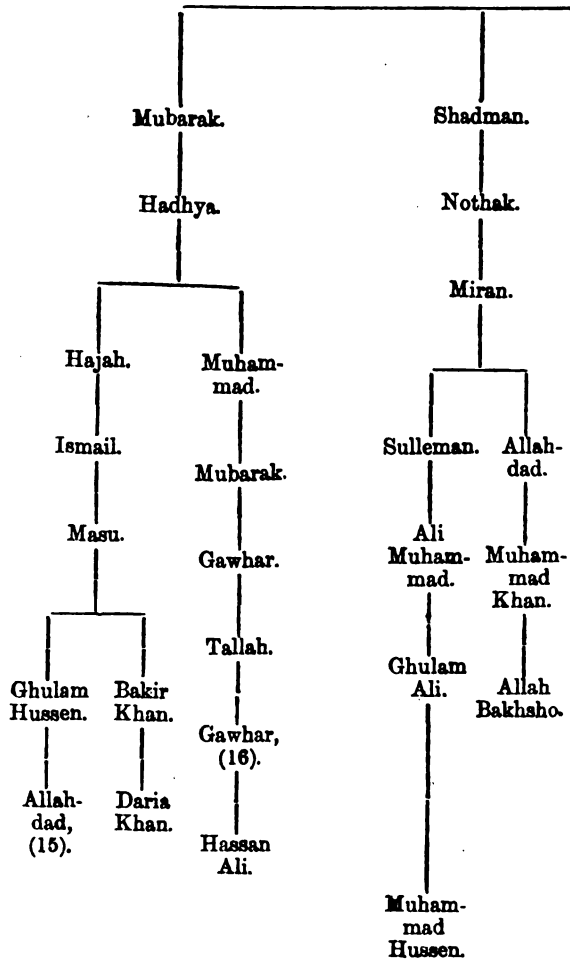 Mubarak.
Shadman.
Hadhya.
Nothak.
Miran.
Hajah.
Muham-
mad.
Ismail.
Mubarak.
Sulleman.
Allah-
dad.
Masu.
Gawhar.
Ali
Muham-
mad.
Muham-
mad
Khan.
Tallah.
Ghulam
Hussen.
Bakir
Khan.
Gawhar,
(16).
Ghulam
Ali.
Allah
Bakhsho.
Allah-
dad,
(15).
Daria
Khan.
Hassan
Ali.
Muham-
mad
Hussen.